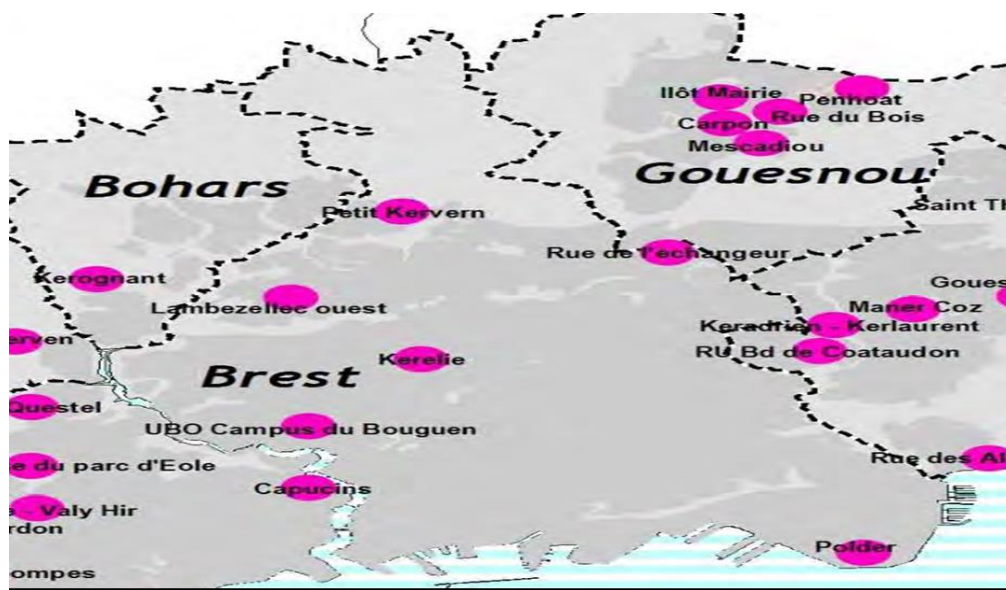 Ilôt Mairie
Penhoat
Rue du Bois
Carpon
Mescadiou
Gouesnou
Bohars
Saint Th
Petit Kervern
Rue de l'echangeur
Kerognant
Goues
Lambezellec ouest
Maner Coz
Keradrien - Kerlaurent
erven
RU Bd de Coataudon
Kerelie
Brest
Questel
UBO Campus du Bouguen
e du parc d'Eole
Rue des Al
Capucins
- Valy Hir
rdon
Polder
ompes